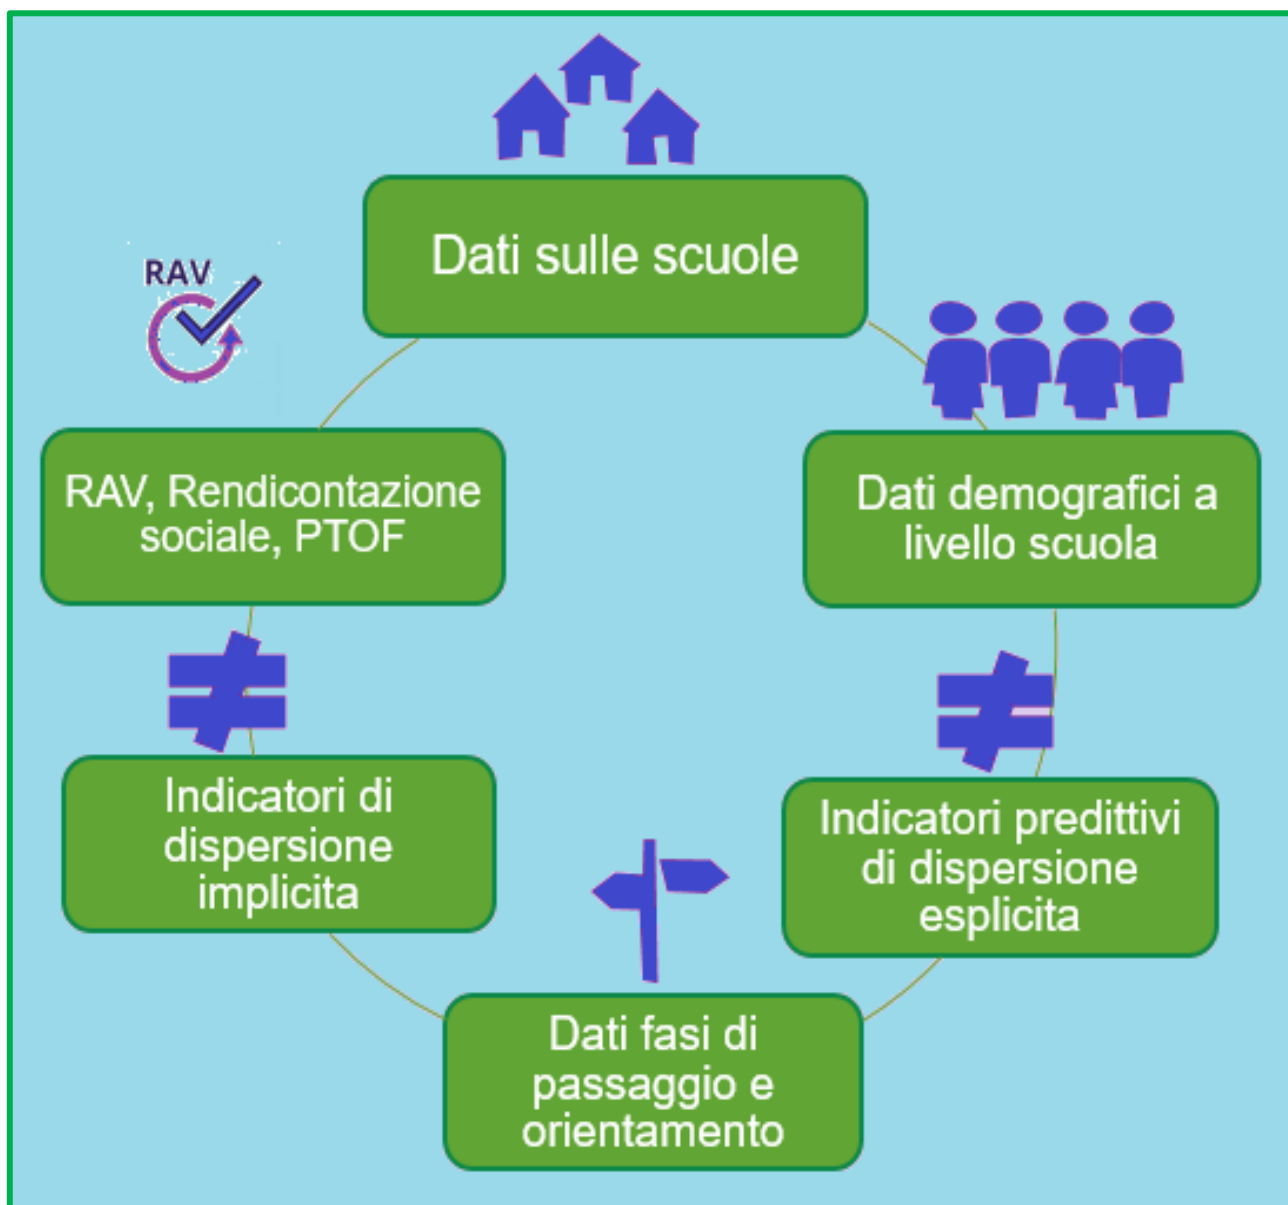 Dati sulle scuole
RAV
RAV, Rendicontazione
sociale, PTOF
Dati demografici a
livello scuola
Indicatori di
dispersione
implicita
Indicatori predittivi
di dispersione
esplicita
Dati fasi di
passaggio e
orientamento